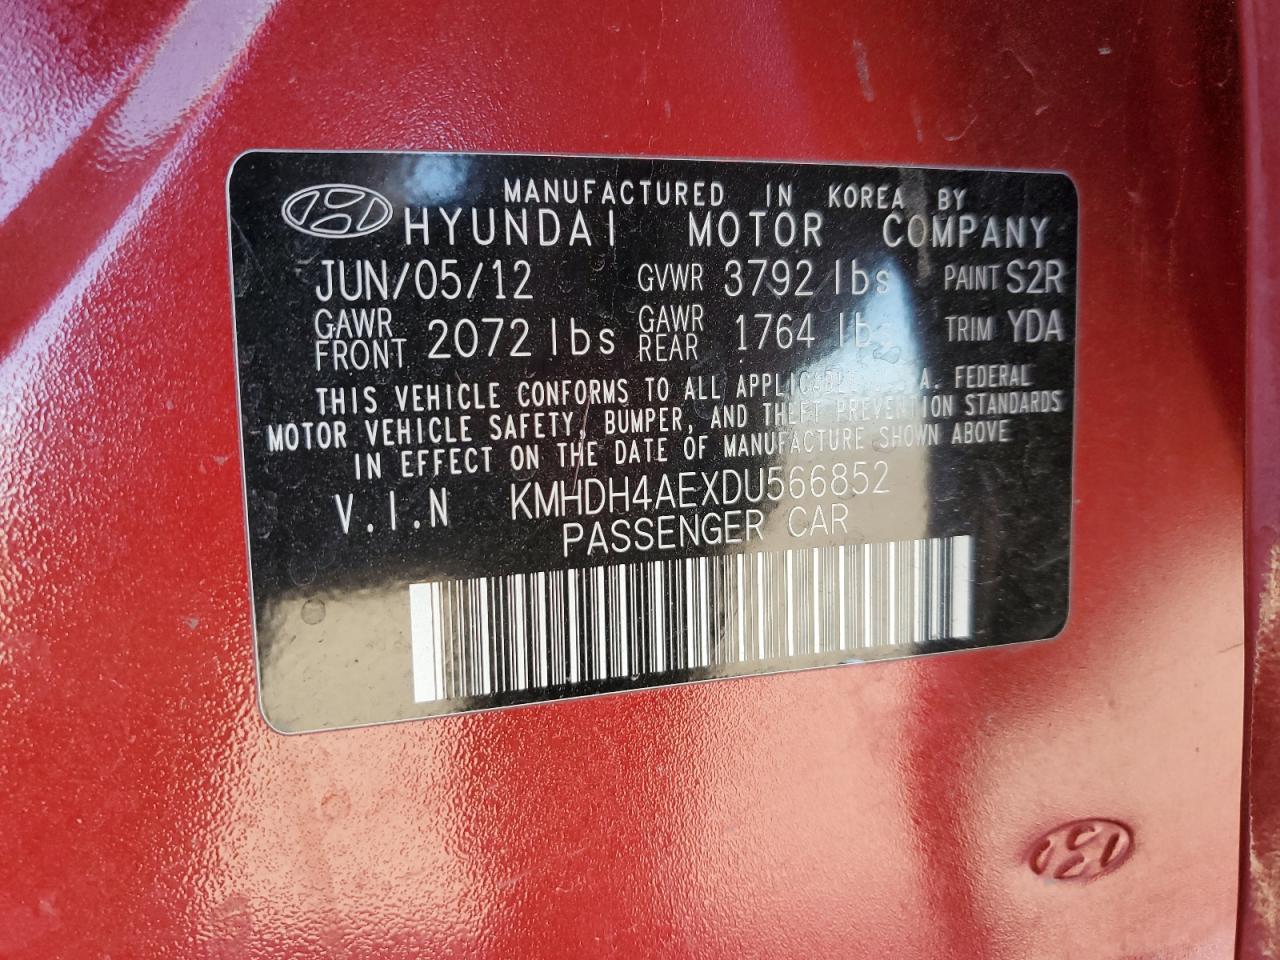 MANUFACTURED IN KOREA BY
HYUNDAI MOTOR COMPANY
JUN/05/12 GVWR 3792 lbs PAINT S2R
GAWR FRONT 2072 lbs GAWR REAR 1764 lbs TRIM YDA
THIS VEHICLE CONFORMS TO ALL APPLICABLE A. FEDERAL
MOTOR VEHICLE SAFETY, BUMPER, AND THEFT PREVENTION STANDARDS
IN EFFECT ON THE DATE OF MANUFACTURE SHOWN ABOVE
V.I.N KMHDH4AEXDU566852
PASSENGER CAR